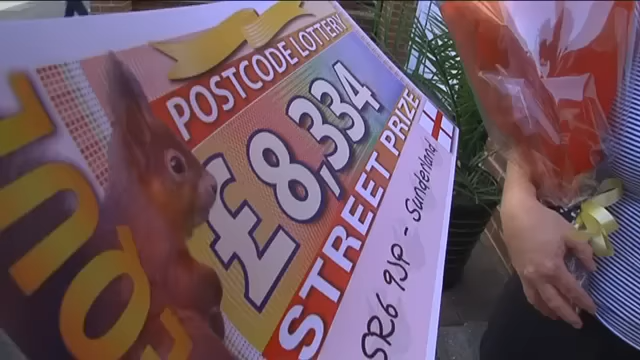 POSTCODE LOTTERY
£8,334
STREET PRIZE
SR6 9JP - Sunderland